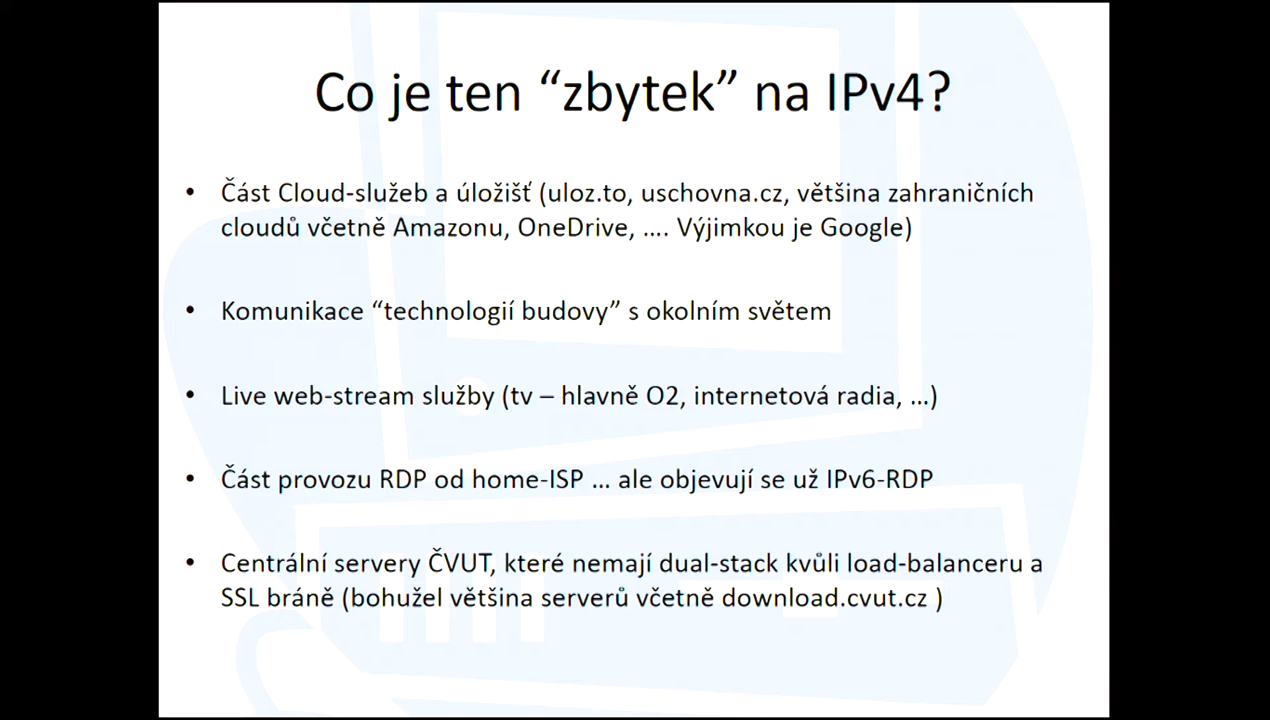 Co je ten “zbytek” na IPv4?
• Část Cloud-služeb a úložišť (uloz.to, uschovna.cz, většina zahraničních
cloudů včetně Amazonu, OneDrive, …. Výjimkou je Google)
• Komunikace “technologií budovy” s okolním světem
• Live web-stream služby (tv – hlavně O2, internetová radia, …)
• Část provozu RDP od home-ISP … ale objevují se už IPv6-RDP
• Centrální servery ČVUT, které nemají dual-stack kvůli load-balanceru a
SSL bráně (bohužel většina serverů včetně download.cvut.cz )